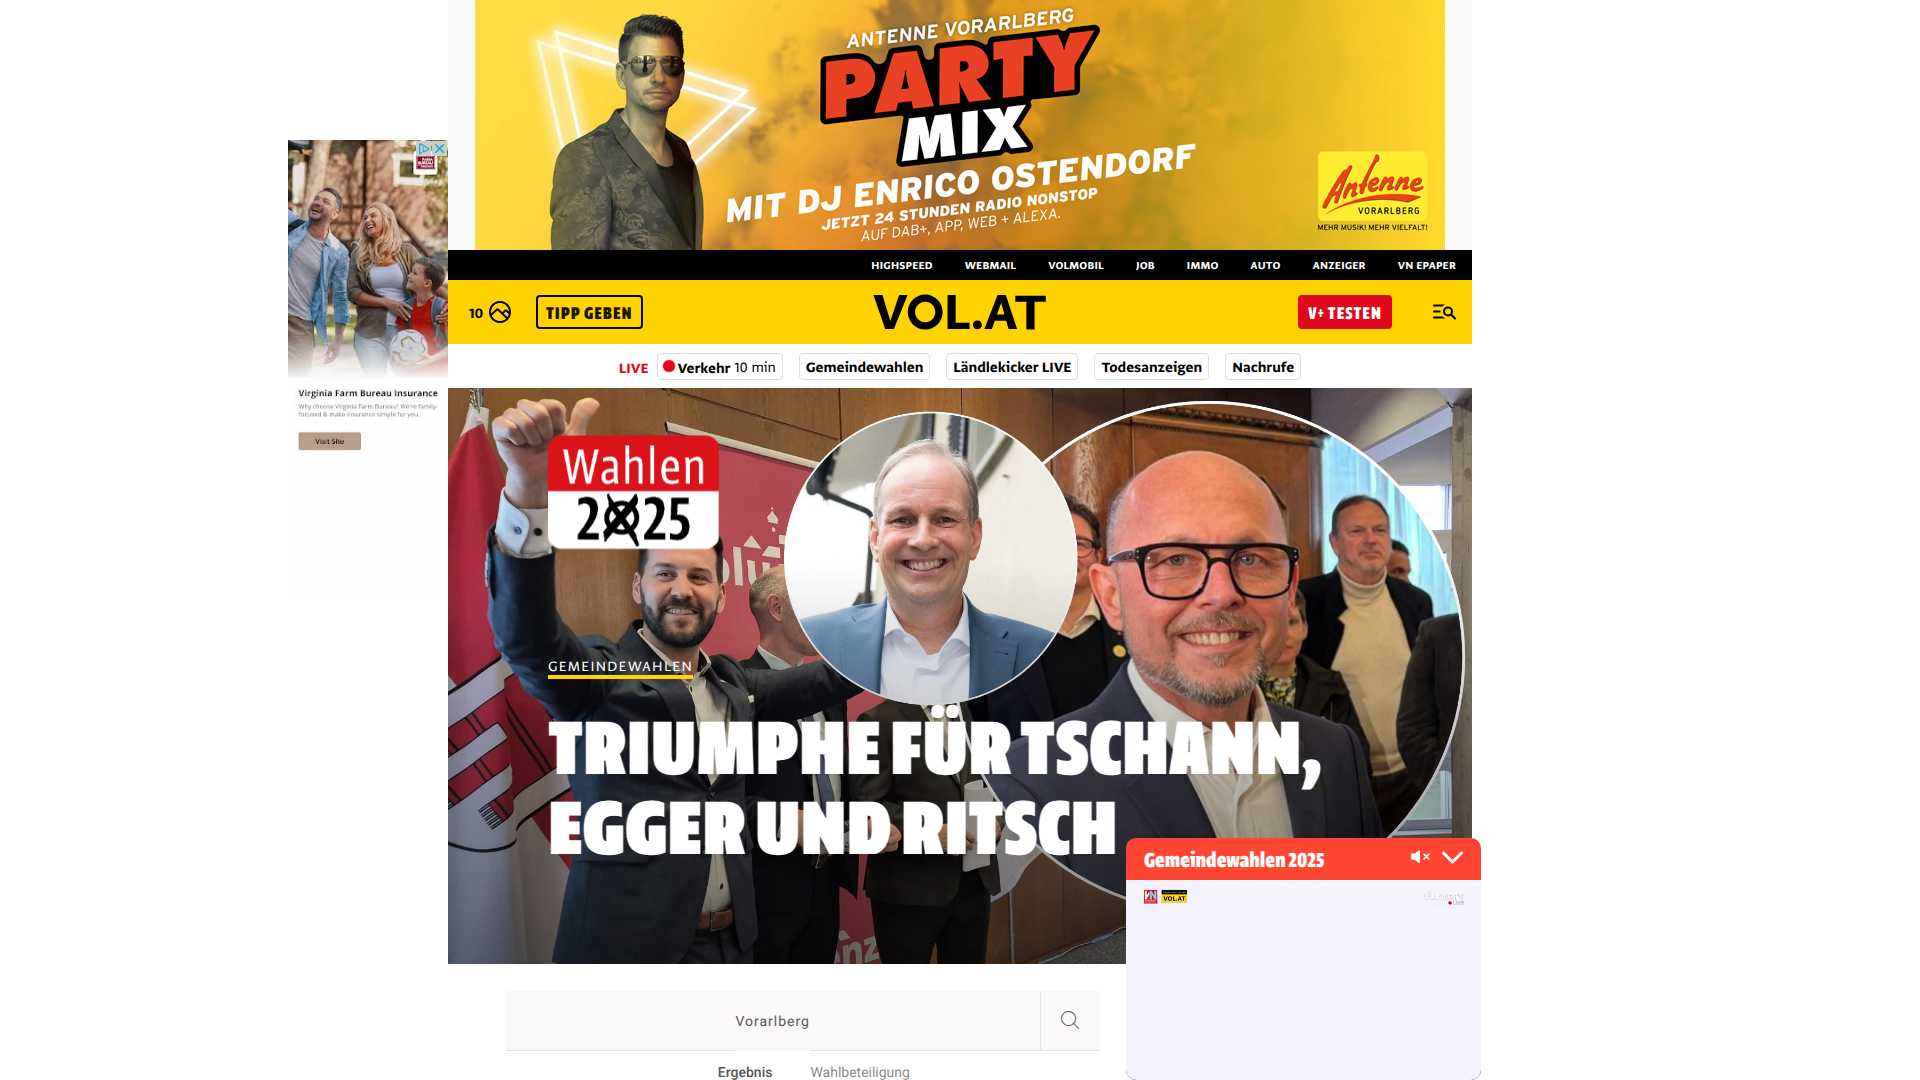 ANTENNE VORARLBERG
PARTY
MIX
MIT DJ ENRICO OSTENDORF
JETZT 24 STUNDEN RADIO NONSTOP
AUF DAB+, APP, WEB + ALEXA.
Antenne
VORARLBERG
MEHR MUSIK! MEHR VIELFALT!
Virginia Farm Bureau Insurance
Why choose Virginia Farm Bureau? We're family-
focused & make insurance simple for you.
Visit Site
HIGHSPEED WEBMAIL VOLMOBIL JOB IMMO AUTO ANZEIGER VN EPAPER
10 TIPP GEBEN VOL.AT V+ TESTEN
LIVE Verkehr 10 min Gemeindewahlen Ländlekicker LIVE Todesanzeigen Nachrufe
Wahlen
2025
GEMEINDEWAHLEN
TRIUMPHE FÜR TSCHANN,
EGGER UND RITSCH
Gemeindewahlen 2025
VOL.AT
Vorarlberg
Ergebnis Wahlbeteiligung